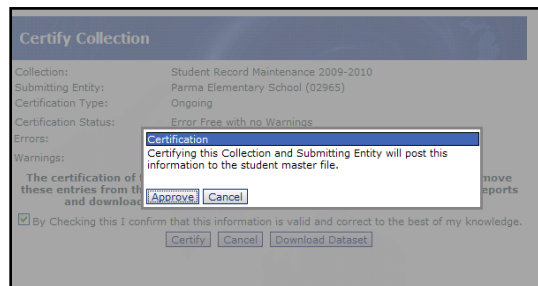 Certify Collection
Collection: Student Record Maintenance 2009-2010
Submitting Entity: Parma Elementary School (02965)
Certification Type: Ongoing
Certification Status: Error Free with no Warnings
Errors:
Certification
Certifying this Collection and Submitting Entity will post this
information to the student master file.
Approve Cancel
Warnings:
The certification of move
these entries from th eports
and download
By Checking this I confirm that this information is valid and correct to the best of my knowledge.
Certify Cancel Download Dataset